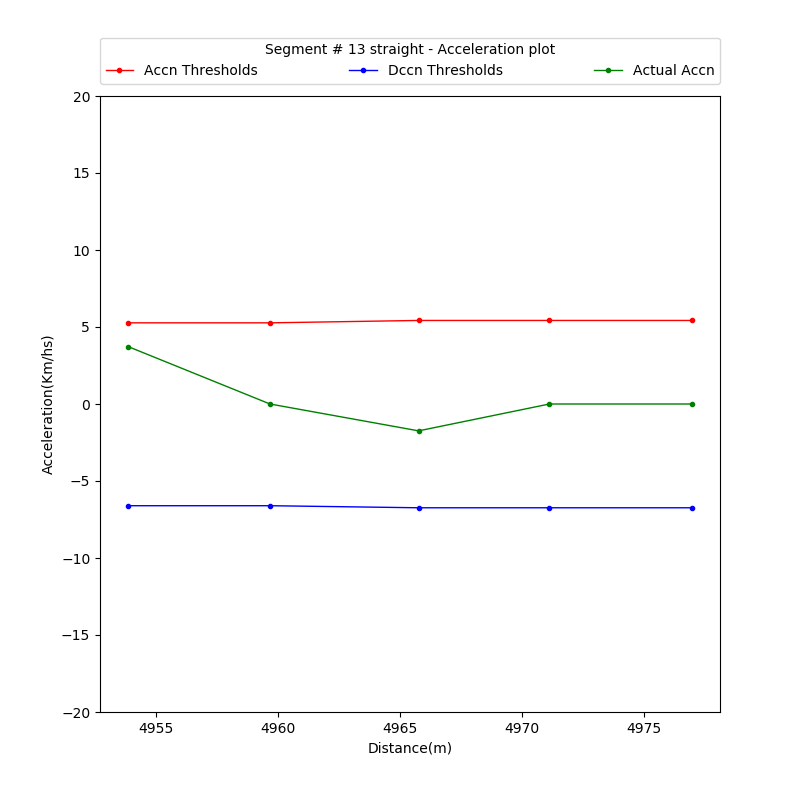 Segment # 13 straight - Acceleration plot
Accn Thresholds Dccn Thresholds Actual Accn
20
15
10
5
0
−5
−10
−15
−20
Acceleration(Km/hs)
4955 4960 4965 4970 4975
Distance(m)